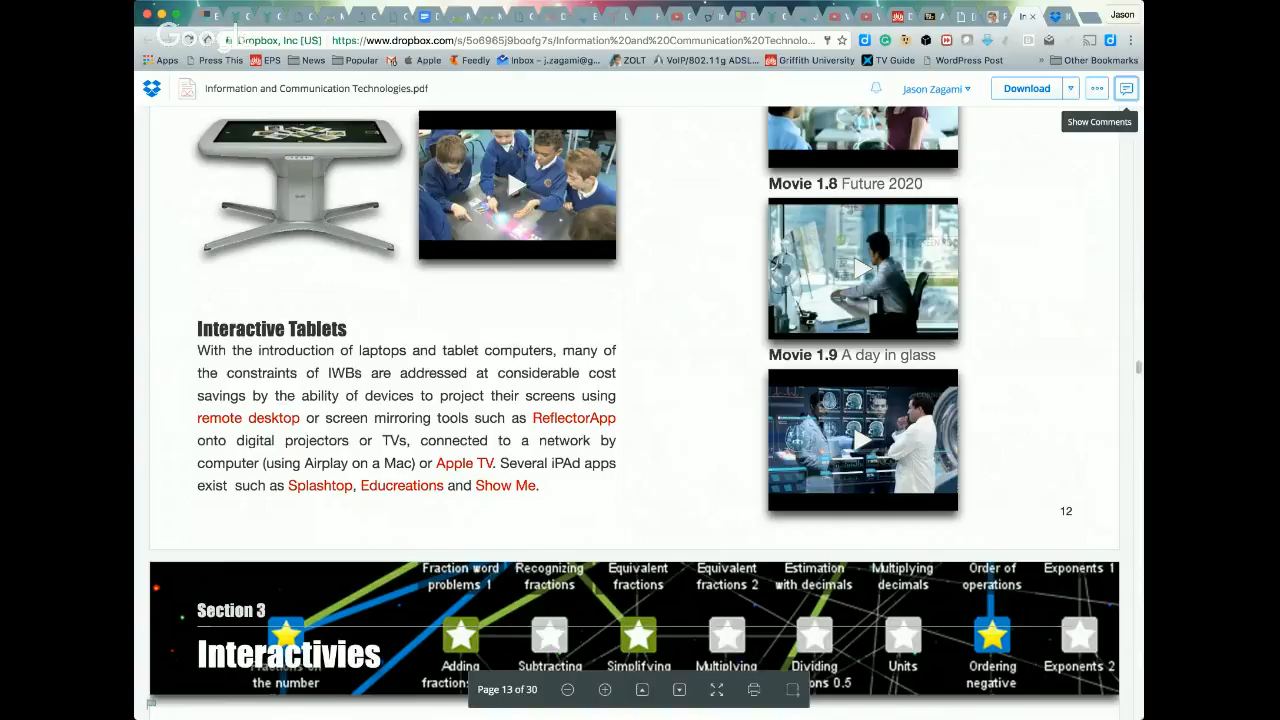 Jason
Dropbox, Inc [US]
https://www.dropbox.com/s/5o6965j9boofg7s/Information%20and%20Communication%20Technolo...
Apps
Press This
EPS
News
Popular
Apple
Feedly
Inbox – j.zagami@g...
ZOLT
VoIP/802.11g ADSL...
Griffith University
TV Guide
WordPress Post
»
Other Bookmarks
Information and Communication Technologies.pdf
Jason Zagami
Download
Show Comments
Movie 1.8 Future 2020
Interactive Tablets
With the introduction of laptops and tablet computers, many of
the constraints of IWBs are addressed at considerable cost
savings by the ability of devices to project their screens using
remote desktop or screen mirroring tools such as ReflectorApp
onto digital projectors or TVs, connected to a network by
computer (using Airplay on a Mac) or Apple TV. Several iPAd apps
exist such as Splashtop, Educreations and Show Me.
Movie 1.9 A day in glass
12
Fraction word
problems 1
Recognizing
fractions
Equivalent
fractions
Equivalent
fractions 2
Estimation
with decimals
Multiplying
decimals
Order of
operations
Exponents 1
Section 3
Interactivies
the number
Adding
Subtracting
Simplifying
Multiplying
Dividing
Units
Ordering
negative
Exponents 2
Page 13 of 30